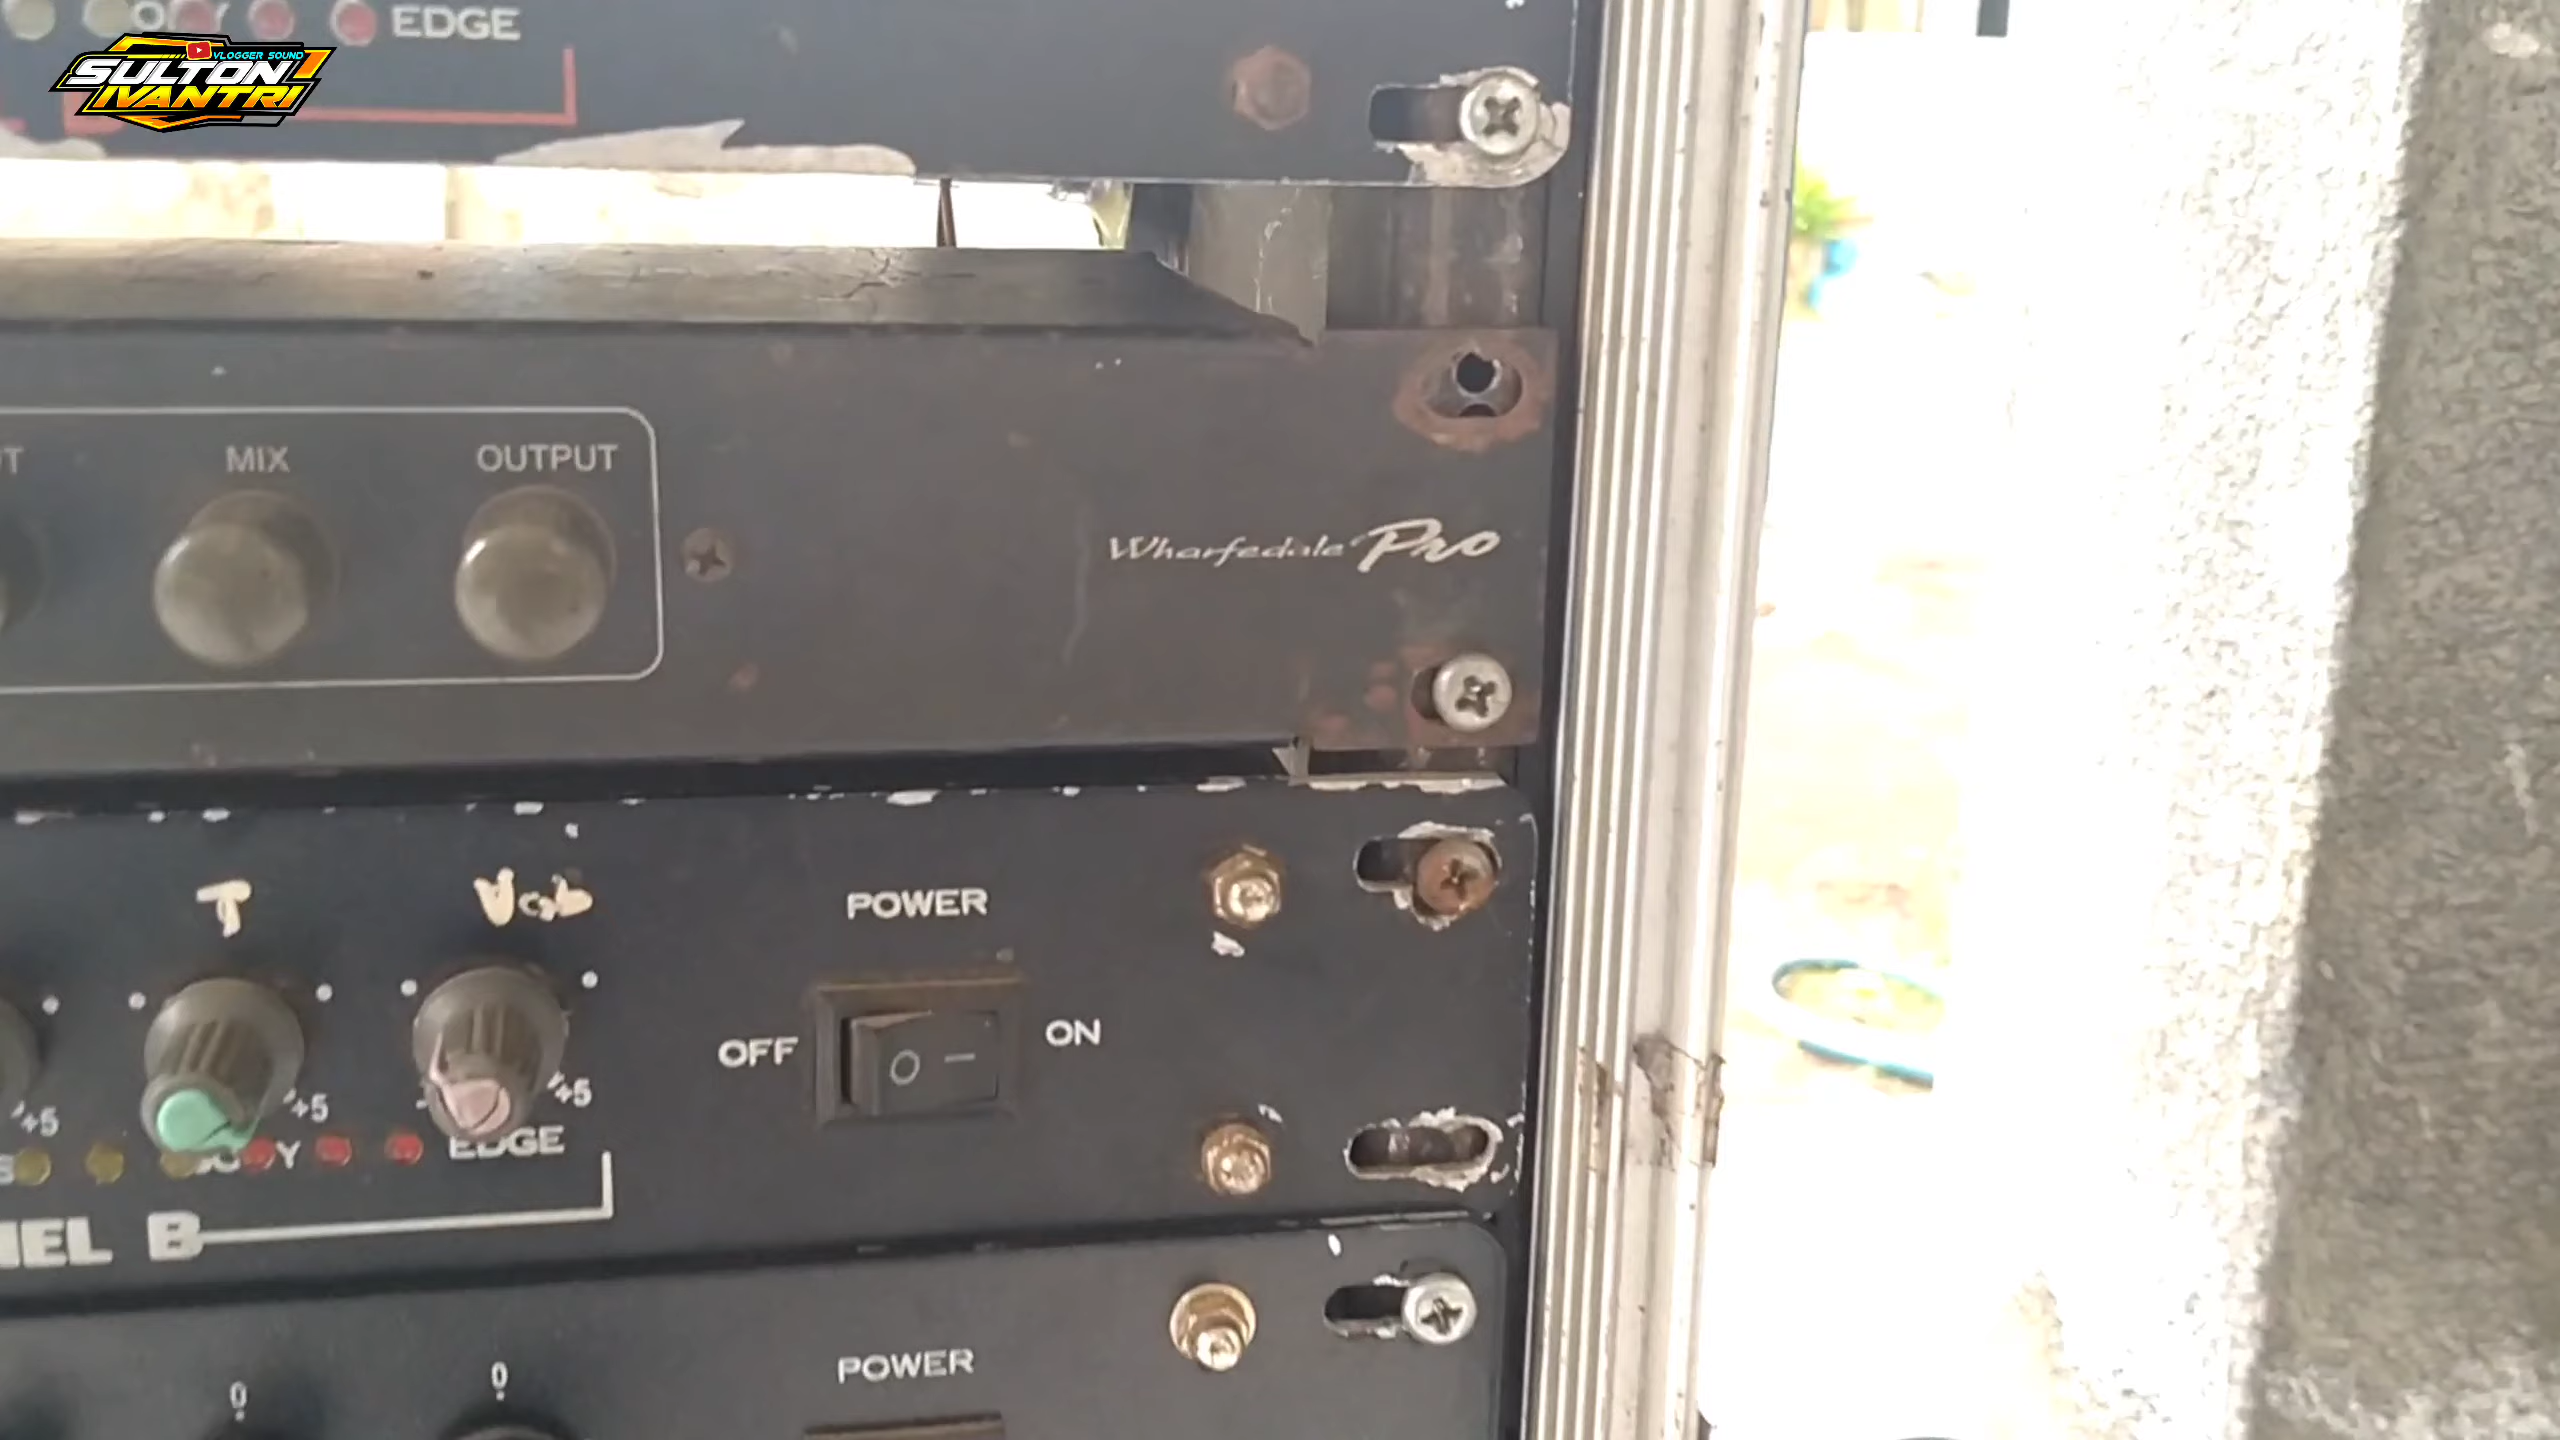 EDGE
VLOGGER SOUND
SULTON
IVANTRI
MIX
OUTPUT
Wharfedale Pro
T
POWER
OFF
ON
+5
+5
+5
EDGE
B
POWER
0
0